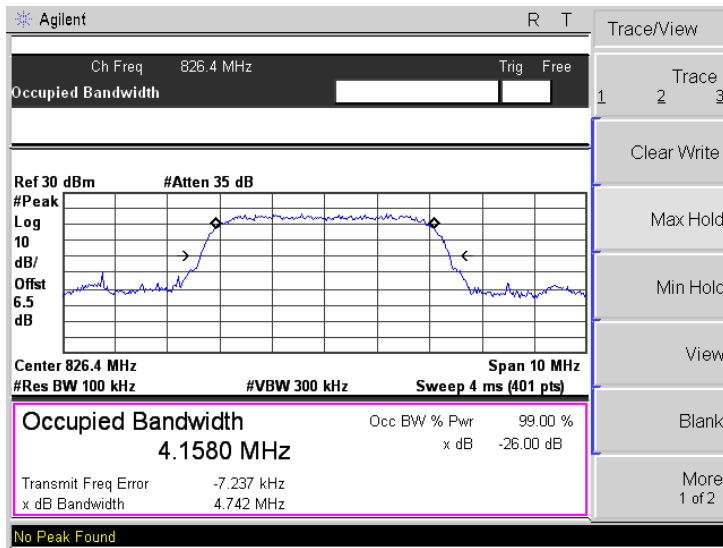 Agilent R T
Ch Freq 826.4 MHz Trig Free
Occupied Bandwidth
Ref 30 dBm #Atten 35 dB
#Peak
Log
10
dB/
Offst
6.5
dB
Center 826.4 MHz Span 10 MHz
#Res BW 100 kHz #VBW 300 kHz Sweep 4 ms (401 pts)
Occupied Bandwidth Occ BW % Pwr 99.00 %
4.1580 MHz x dB -26.00 dB
Transmit Freq Error -7.237 kHz
x dB Bandwidth 4.742 MHz
No Peak Found
Trace/View
Trace
1 2 3
Clear Write
Max Hold
Min Hold
View
Blank
More
1 of 2